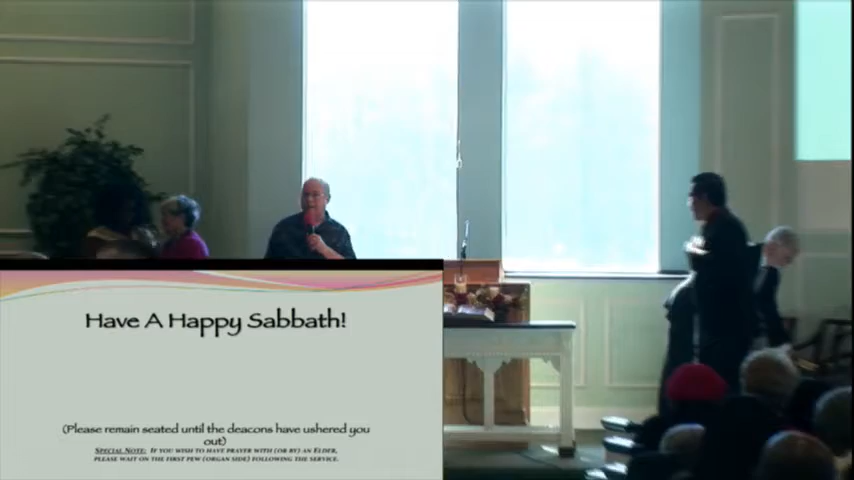 Have A Happy Sabbath!
(Please remain seated until the deacons have ushered you
out)
SPECIAL NOTE: IF YOU WISH TO HAVE PRAYER WITH (OR BY) AN ELDER,
PLEASE WAIT ON THE FIRST PEW (ORGAN SIDE) FOLLOWING THE SERVICE.